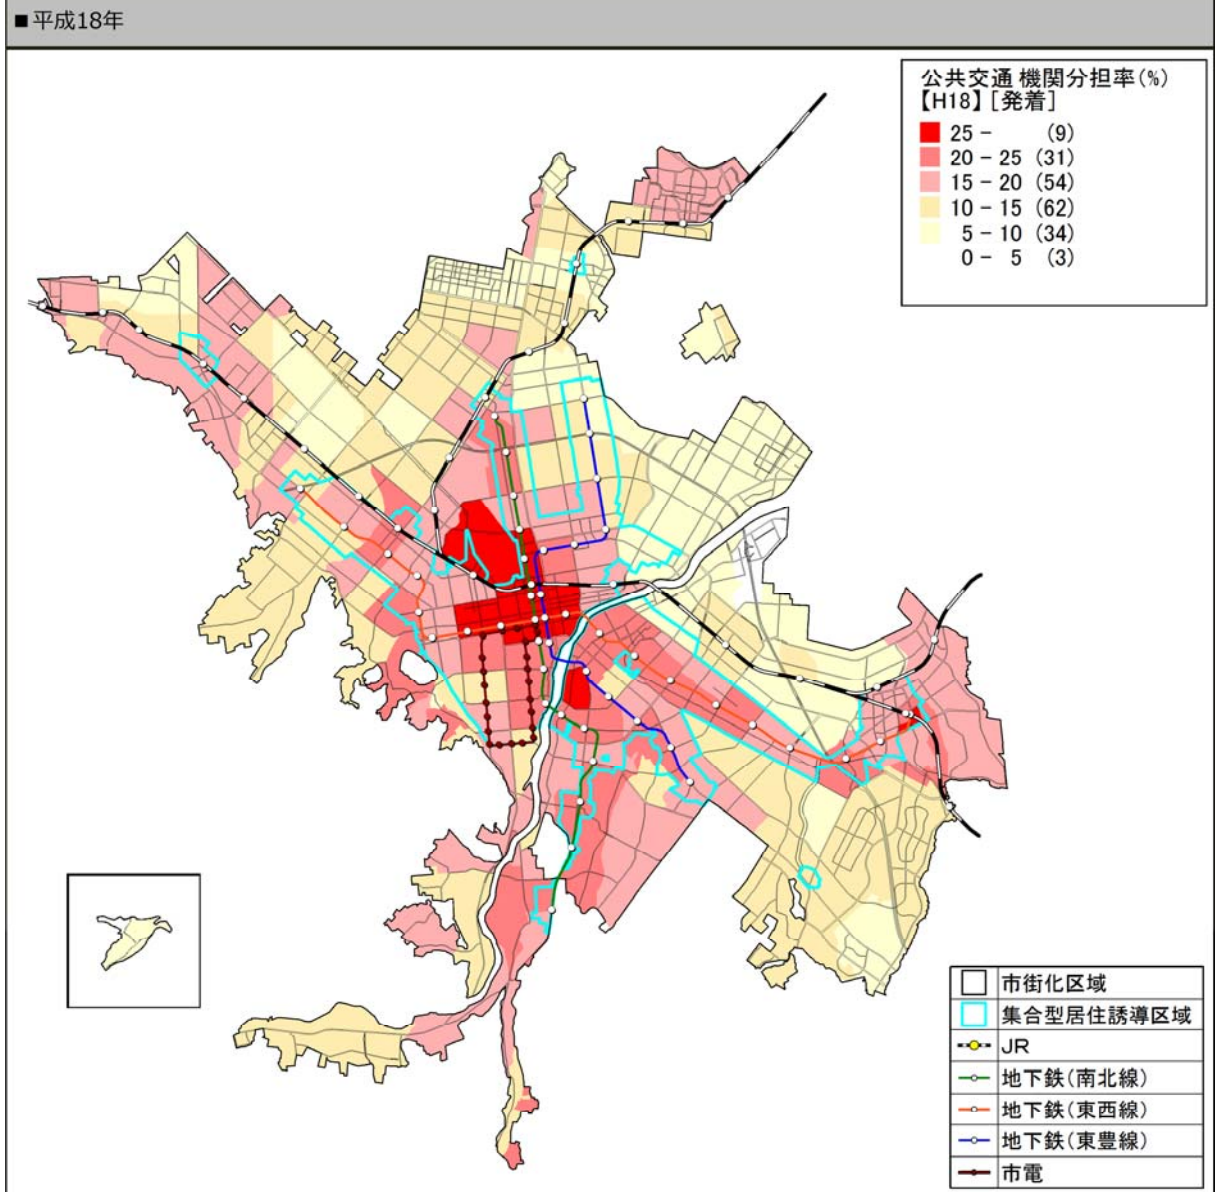 ■平成18年
公共交通機関分担率(%)
【H18】[発着]
25 - (9)
20 - 25 (31)
15 - 20 (54)
10 - 15 (62)
5 - 10 (34)
0 - 5 (3)
市街化区域
集合型居住誘導区域
JR
地下鉄(南北線)
地下鉄(東西線)
地下鉄(東豊線)
市電